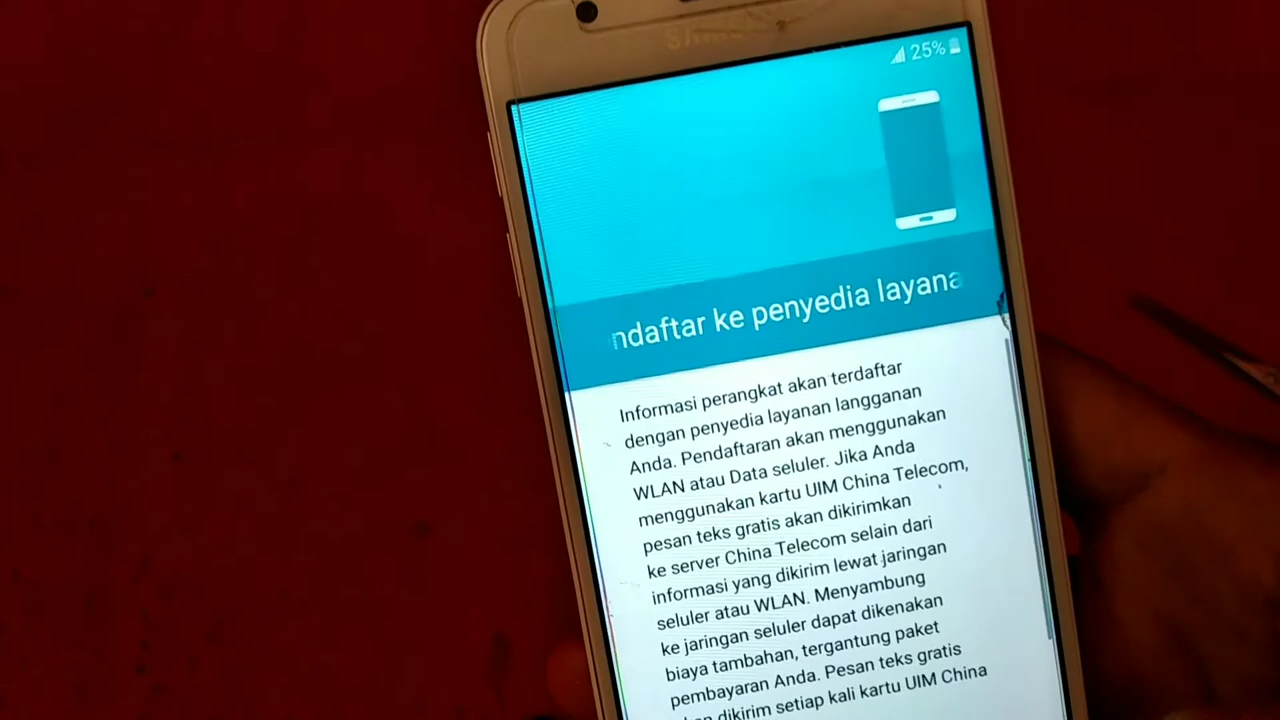 SAMSUNG
25%
ndaftar ke penyedia layana
Informasi perangkat akan terdaftar
dengan penyedia layanan langganan
Anda. Pendaftaran akan menggunakan
WLAN atau Data seluler. Jika Anda
menggunakan kartu UIM China Telecom,
pesan teks gratis akan dikirimkan
ke server China Telecom selain dari
informasi yang dikirim lewat jaringan
seluler atau WLAN. Menyambung
ke jaringan seluler dapat dikenakan
biaya tambahan, tergantung paket
pembayaran Anda. Pesan teks gratis
dikirim setiap kali kartu UIM China